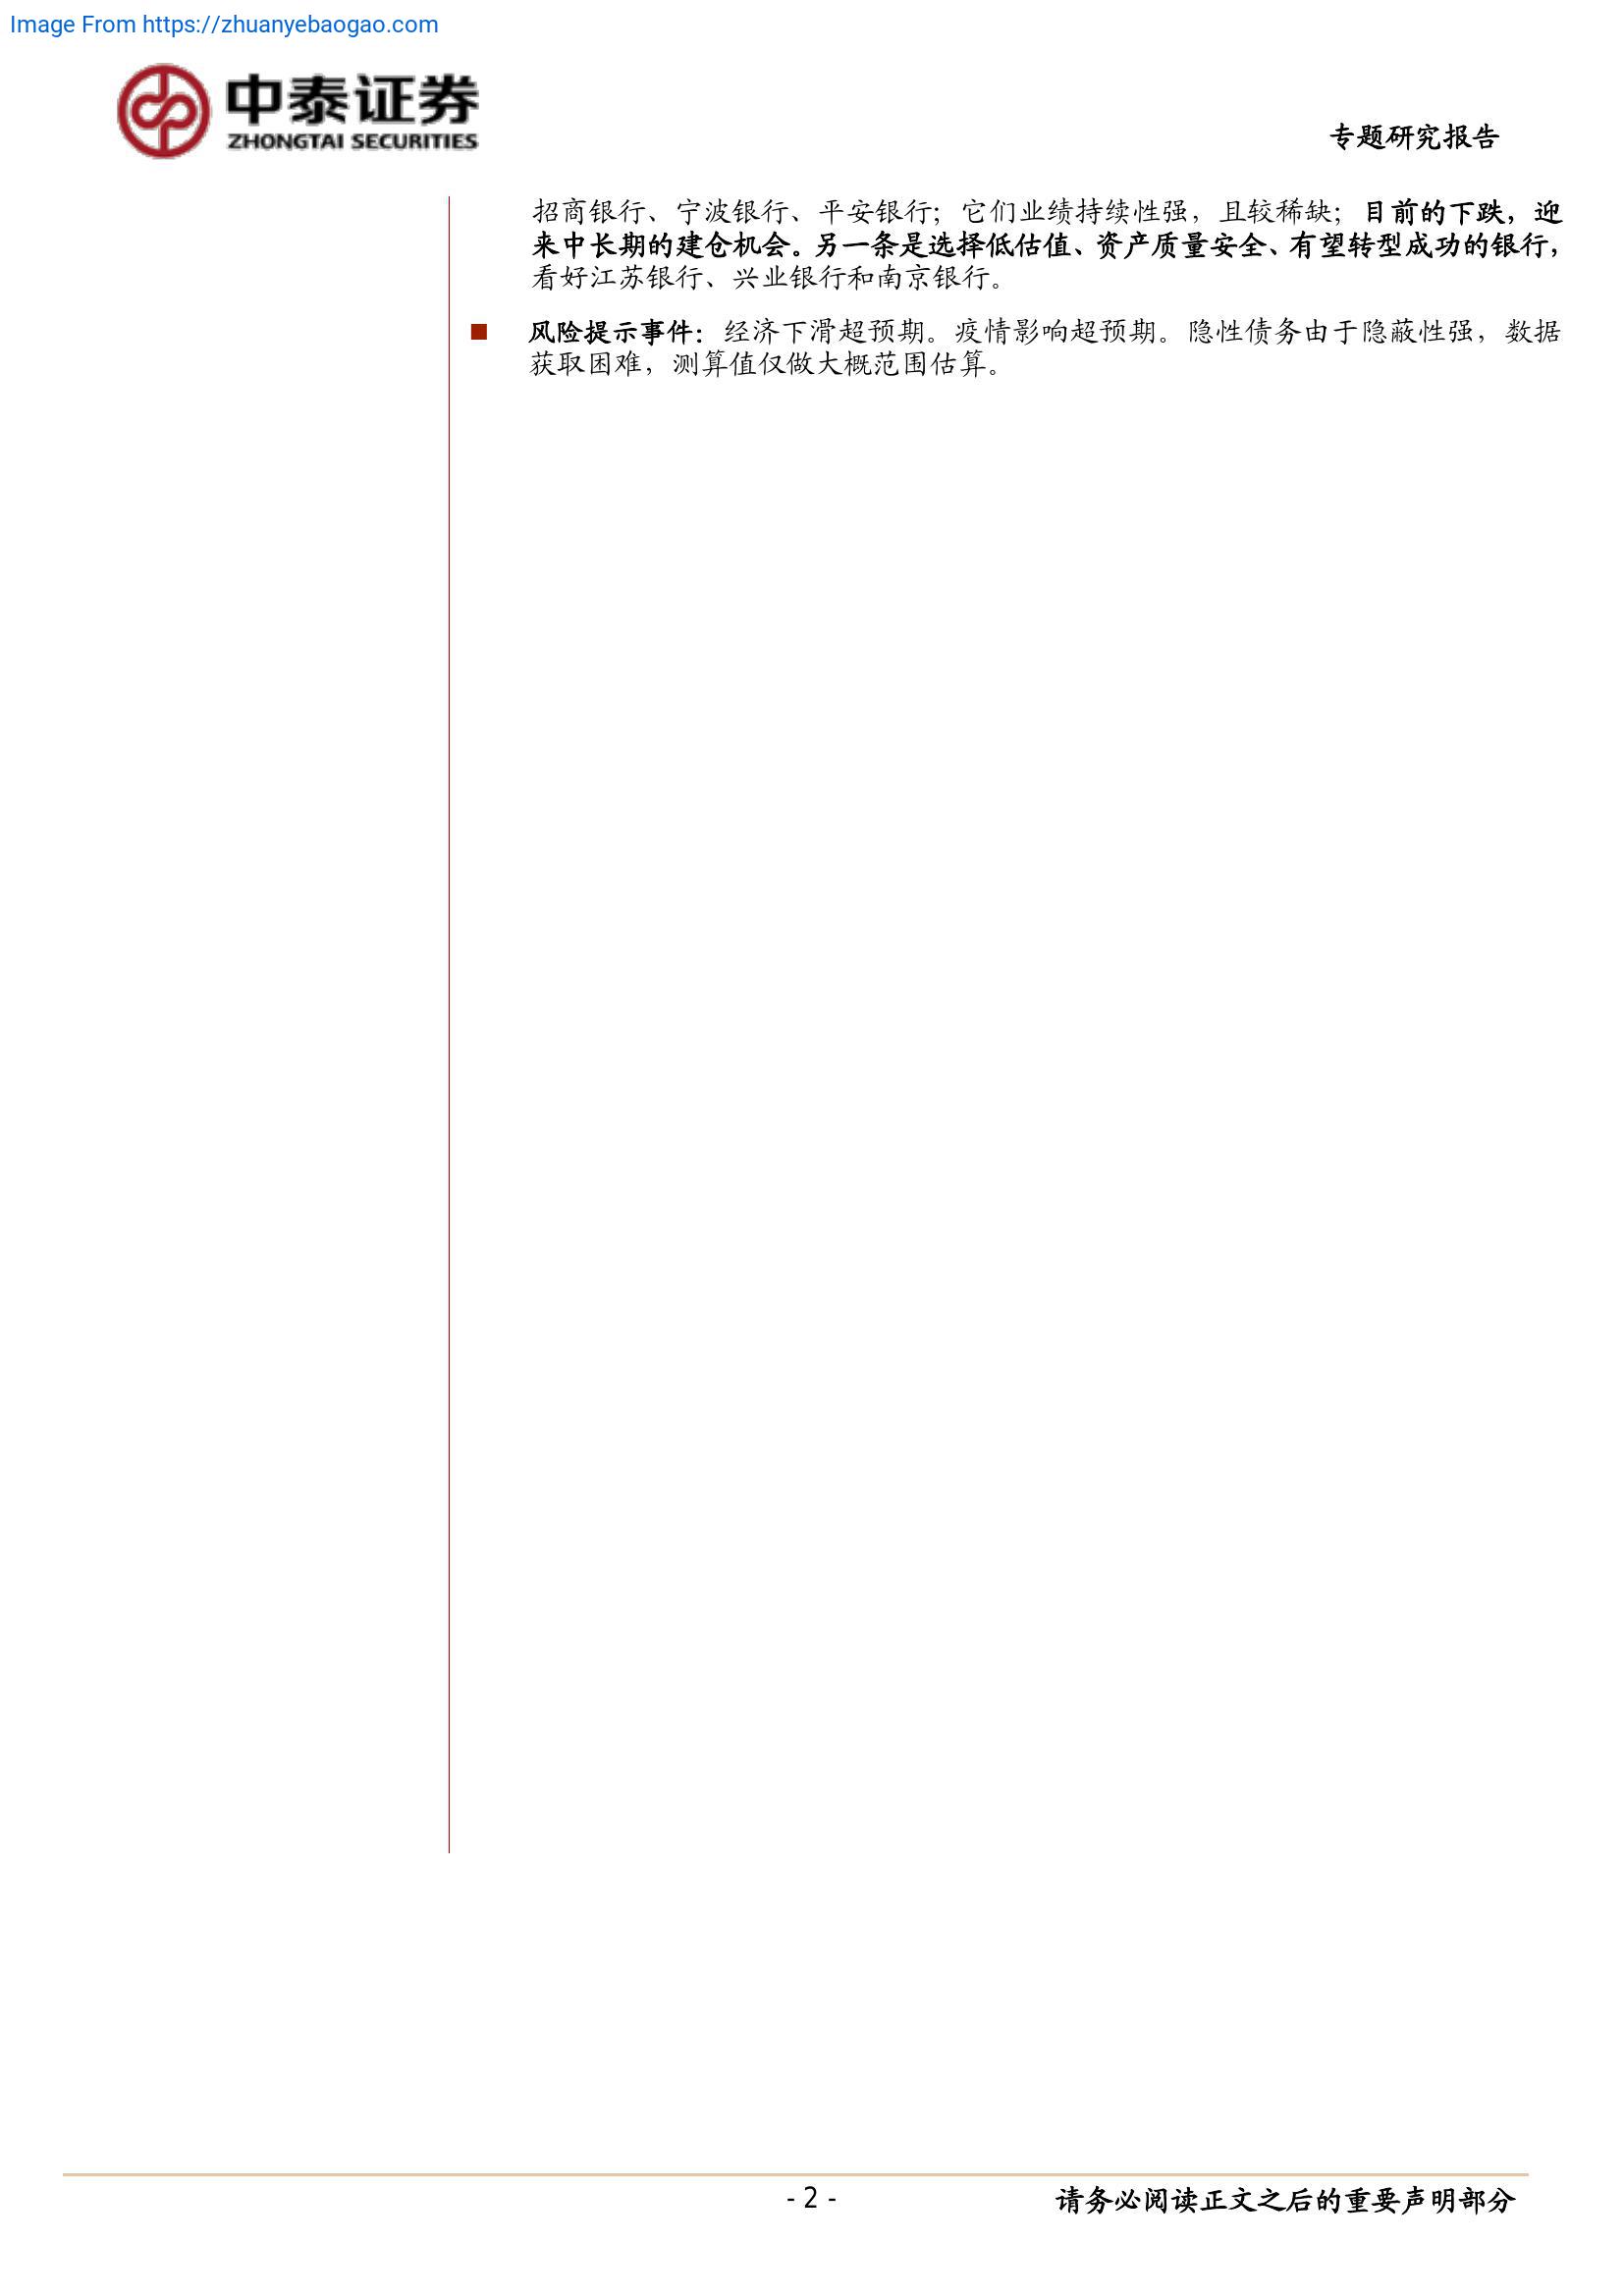 Image From https://zhuanyebaogao.com
中泰证券
ZHONGTAI SECURITIES
专题研究报告
招商银行、宁波银行、平安银行；它们业绩持续性强，且较稀缺；目前的下跌，迎
来中长期的建仓机会。另一条是选择低估值、资产质量安全、有望转型成功的银行，
看好江苏银行、兴业银行和南京银行。
■ 风险提示事件：经济下滑超预期。疫情影响超预期。隐性债务由于隐蔽性强，数据
获取困难，测算值仅做大概范围估算。
- 2 -
请务必阅读正文之后的重要声明部分